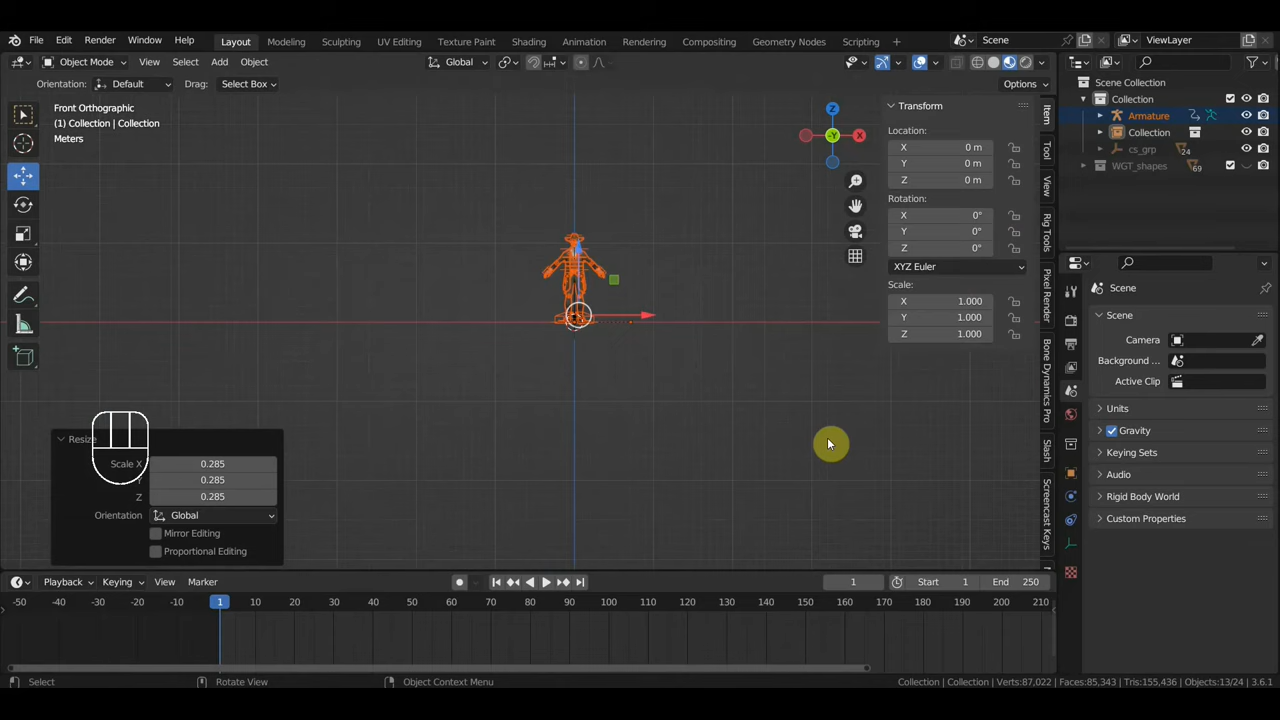 File Edit Render Window Help Layout Modeling Sculpting UV Editing Texture Paint Shading Animation Rendering Compositing Geometry Nodes Scripting + Scene ViewLayer
Object Mode View Select Add Object Global
Orientation: Default Drag: Select Box Options
Front Orthographic
(1) Collection | Collection
Meters
Z
X
-Y
Transform
Location:
X 0 m
Y 0 m
Z 0 m
Rotation:
X 0°
Y 0°
Z 0°
XYZ Euler
Scale:
X 1.000
Y 1.000
Z 1.000
Item
Tool
View
Rig Tools
Pixel Render
Bone Dynamics Pro
Slash
Screencast Keys
Scene Collection
Collection
Armature
Collection
cs_grp 24
WGT_shapes 69
Scene
Scene
Camera
Background ...
Active Clip
Units
Gravity
Keying Sets
Audio
Rigid Body World
Custom Properties
Resize
Scale X 0.285
0.285
Z 0.285
Orientation Global
Mirror Editing
Proportional Editing
Playback Keying View Marker 1 Start 1 End 250
-50 -40 -30 -20 -10 1 10 20 30 40 50 60 70 80 90 100 110 120 130 140 150 160 170 180 190 200 210
Select Rotate View Object Context Menu Collection | Collection | Verts:87,022 | Faces:85,343 | Tris:155,436 | Objects:13/24 | 3.6.1